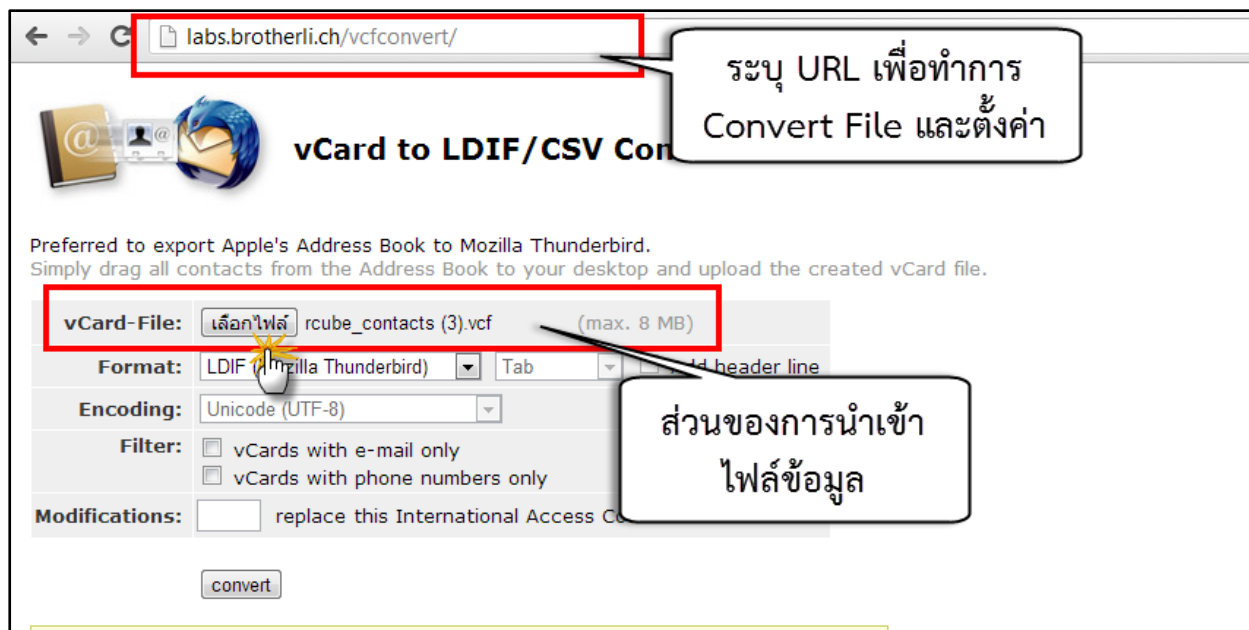 labs.brotherli.ch/vcfconvert/
ระบุ URL เพื่อทำการ
Convert File และตั้งค่า
vCard to LDIF/CSV
Preferred to export Apple's Address Book to Mozilla Thunderbird.
Simply drag all contacts from the Address Book to your desktop and upload the created vCard file.
vCard-File: เลือกไฟล์ rcube_contacts (3).vcf (max. 8 MB)
Format: LDIF Thunderbird) Tab header line
Encoding: Unicode (UTF-8)
ส่วนของการนำเข้า
ไฟล์ข้อมูล
Filter: vCards with e-mail only
vCards with phone numbers only
Modifications: replace this International Access
convert